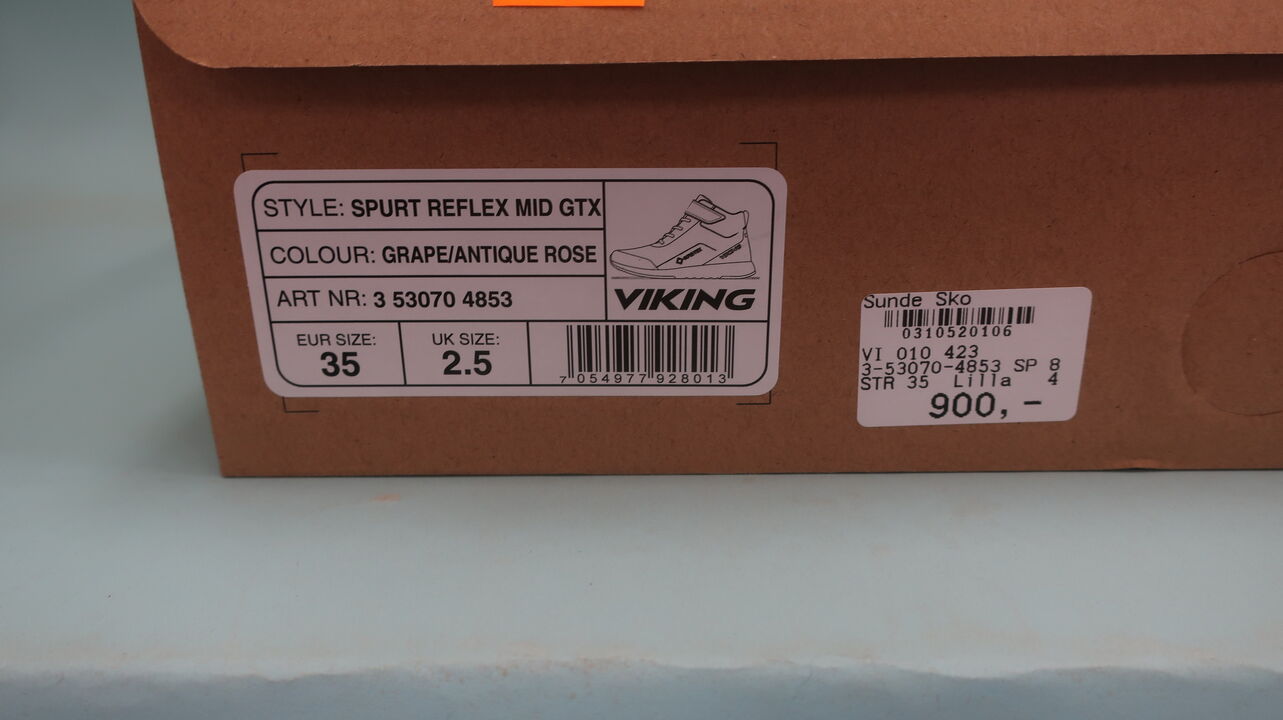 STYLE: SPURT REFLEX MID GTX
COLOUR: GRAPE/ANTIQUE ROSE
ART NR: 3 53070 4853
VIKING
EUR SIZE:
35
UK SIZE:
2.5
7 054977 928013
Sunde Sko
0310520106
VI 010 423
3-53070-4853 SP 8
STR 35 Lilla 4
900,-